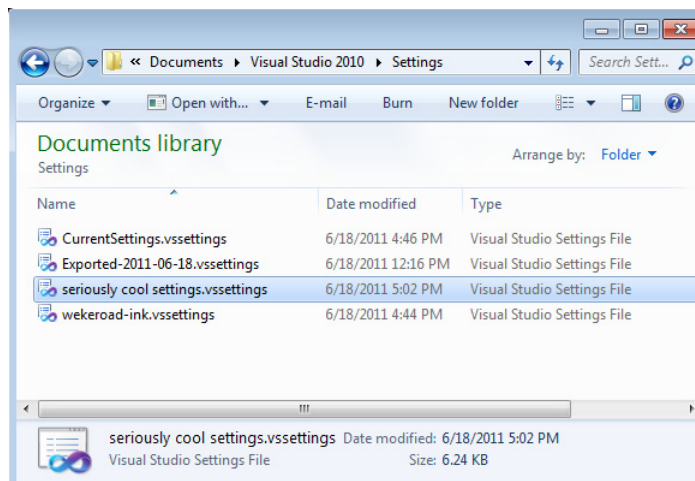 « Documents ▸ Visual Studio 2010 ▸ Settings Search Sett...
Organize Open with... E-mail Burn New folder
Documents library
Settings
Arrange by: Folder
Name Date modified Type
CurrentSettings.vssettings 6/18/2011 4:46 PM Visual Studio Settings File
Exported-2011-06-18.vssettings 6/18/2011 12:16 PM Visual Studio Settings File
seriously cool settings.vssettings 6/18/2011 5:02 PM Visual Studio Settings File
wekeroad-ink.vssettings 6/18/2011 4:44 PM Visual Studio Settings File
seriously cool settings.vssettings Date modified: 6/18/2011 5:02 PM
Visual Studio Settings File Size: 6.24 KB